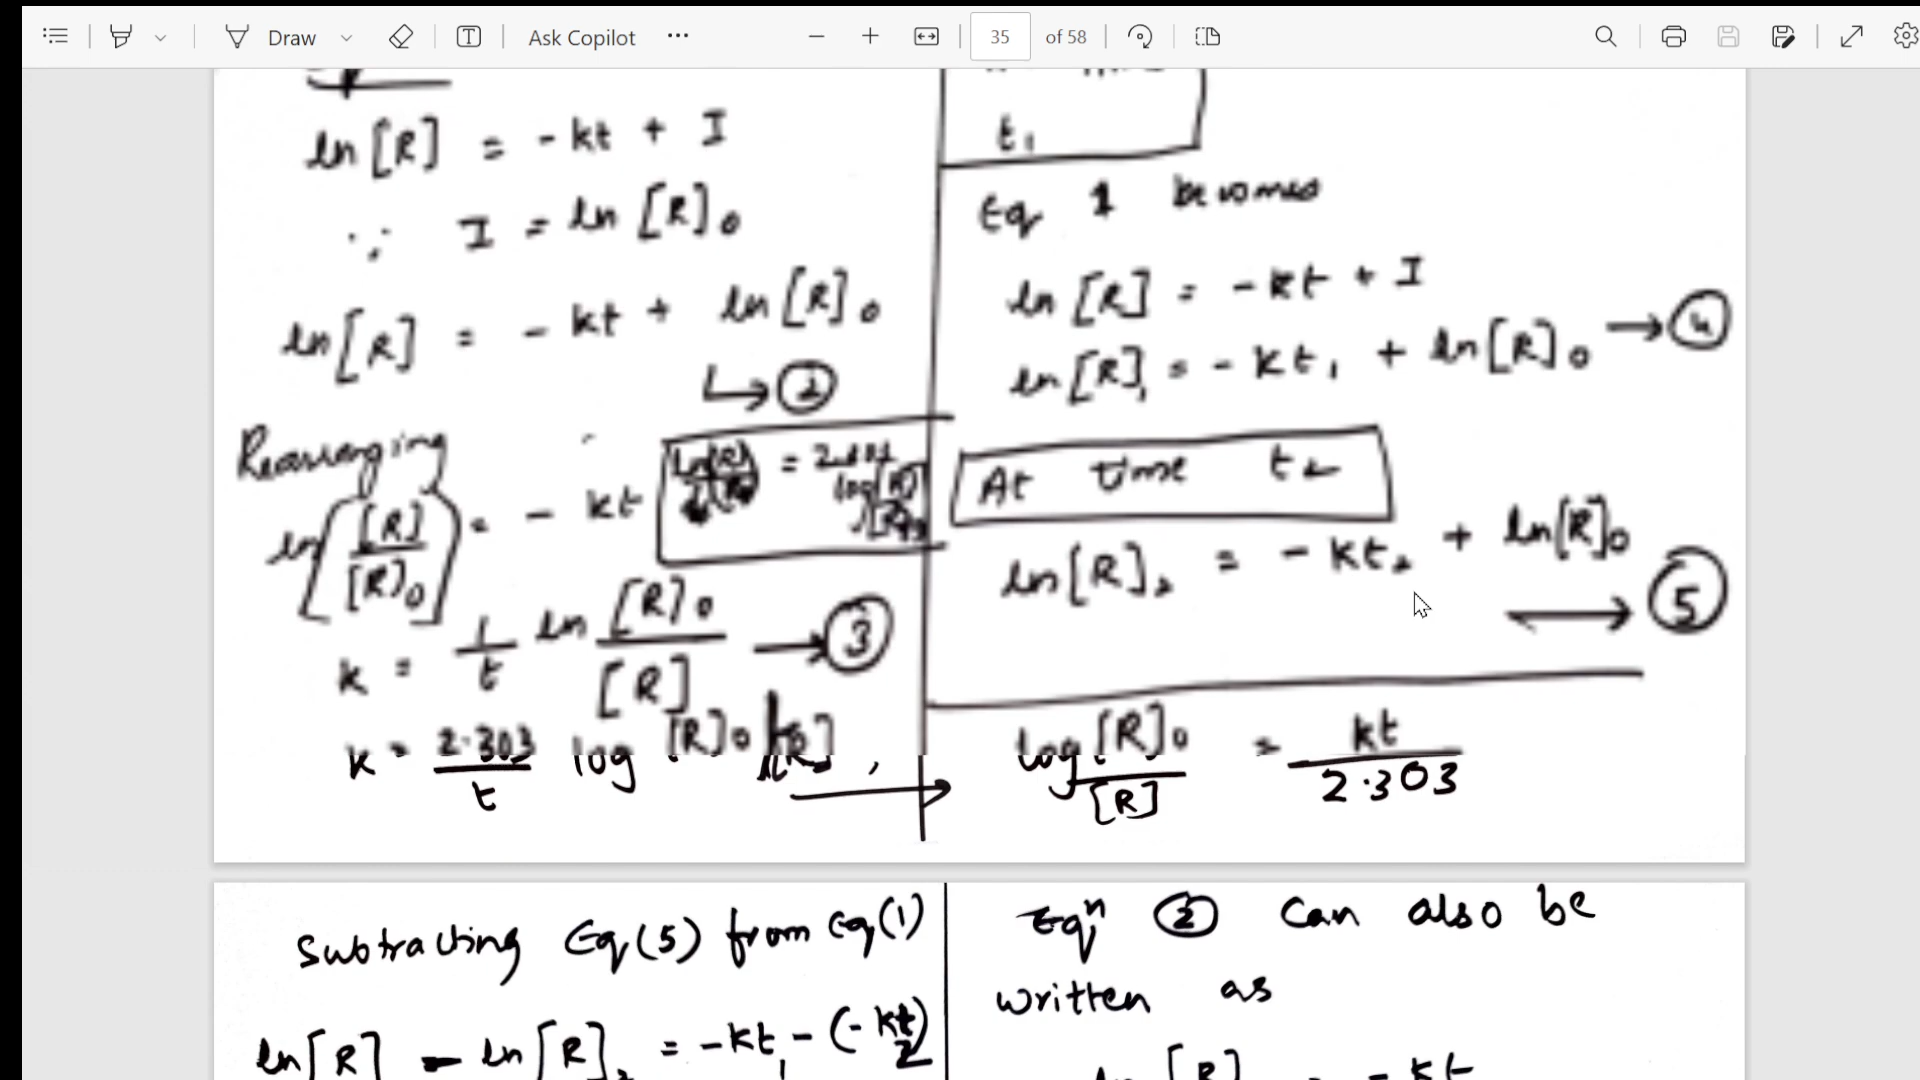 Draw Ask Copilot 35 of 58
ln [R] = -kt + I
∵ I = ln [R]₀
ln [R] = - kt + ln [R]₀
↳ ②
Rearranging
ln [[R]/[R]₀] = - kt
k = 1/t ln [R]₀/[R] → ③
k = 2.303/t log [R]₀/[R] ,
t₁
Eq 1 becomes
ln [R] = - kt + I
ln [R]₁ = - kt₁ + ln [R]₀ → ④
At time t₂
ln [R]₂ = - kt₂ + ln [R]₀
→ ⑤
log [R]₀/[R] = kt/2.303
Subtracting Eq(5) from Eq(1)
ln [R] - ln [R]₂ = -kt₁ - (-kt₂)
Eqⁿ ② Can also be
written as
ln [R] = - kt